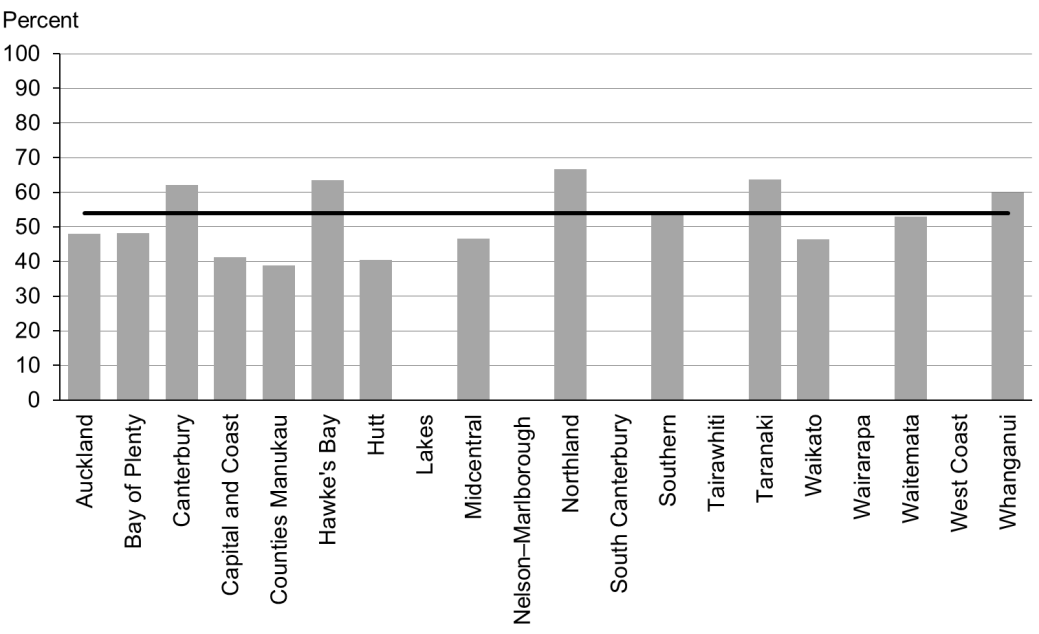 Percent
100
90
80
70
60
50
40
30
20
10
0
Auckland
Bay of Plenty
Canterbury
Capital and Coast
Counties Manukau
Hawke's Bay
Hutt
Lakes
Midcentral
Nelson–Marlborough
Northland
South Canterbury
Southern
Tairawhiti
Taranaki
Waikato
Wairarapa
Waitemata
West Coast
Whanganui